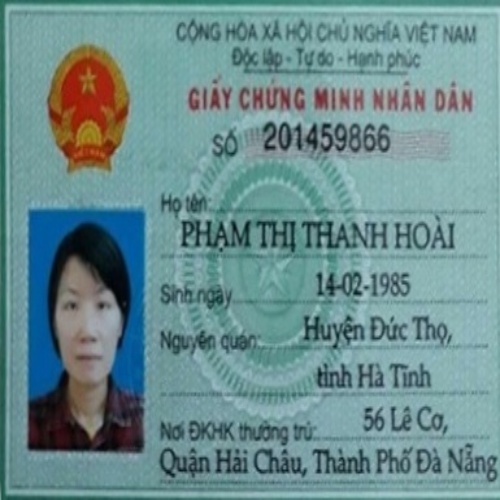 CỘNG HÒA XÃ HỘI CHỦ NGHĨA VIỆT NAM
Độc lập - Tự do - Hạnh phúc
GIẤY CHỨNG MINH NHÂN DÂN
SỐ 201459866
Họ tên:
PHẠM THỊ THANH HOÀI
Sinh ngày 14-02-1985
Nguyên quán: Huyện Đức Thọ,
tỉnh Hà Tĩnh
Nơi ĐKHK thường trú: 56 Lê Cơ,
Quận Hải Châu, Thành Phố Đà Nẵng